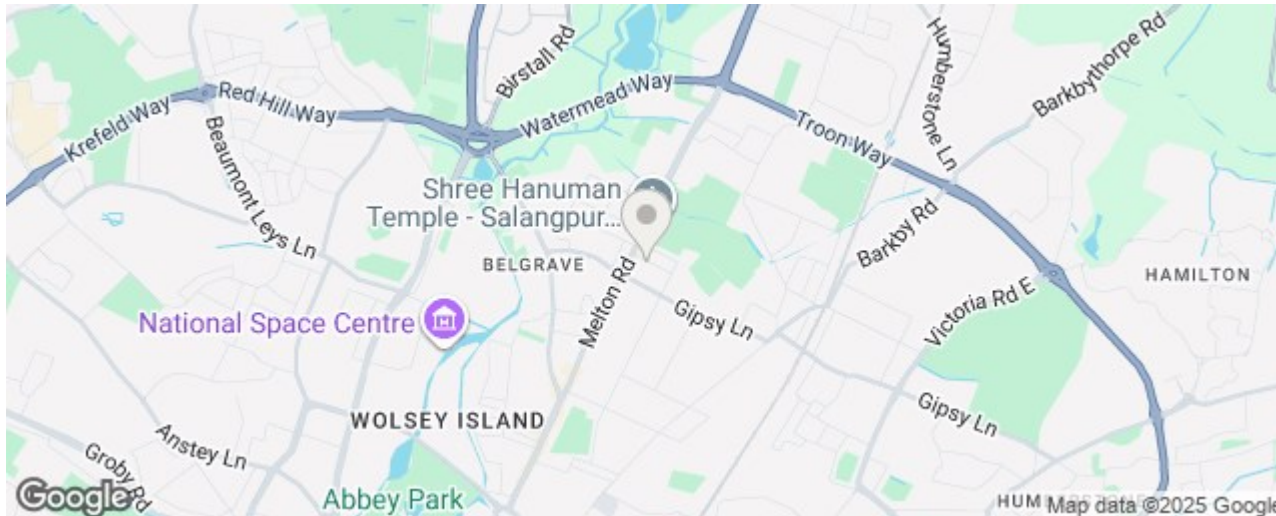 Birstall Rd
Humberstone Ln
Barkbythorpe Rd
Krefeld Way
Red Hill Way
Watermead Way
Troon Way
Beaumont Leys Ln
Shree Hanuman
Temple - Salangpur...
Barkby Rd
BELGRAVE
Melton Rd
HAMILTON
Victoria Rd E
National Space Centre
Gipsy Ln
WOLSEY ISLAND
Gipsy Ln
Anstey Ln
Groby Rd
Abbey Park
Google
HUM
Map data ©2025 Google